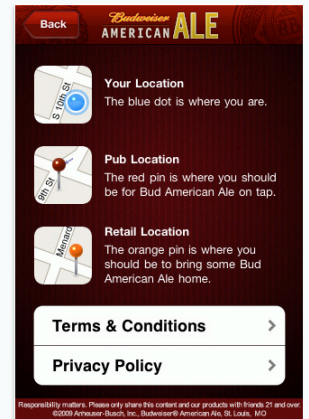 Back
Budweiser
AMERICAN ALE
S 10th St
Your Location
The blue dot is where you are.
9th St
Pub Location
The red pin is where you should
be for Bud American Ale on tap.
Menard
Retail Location
The orange pin is where you
should be to bring some Bud
American Ale home.
Terms & Conditions
Privacy Policy
Responsibility matters. Please only share this content and our products with friends 21 and over.
©2009 Anheuser-Busch, Inc., Budweiser® American Ale, St. Louis, MO